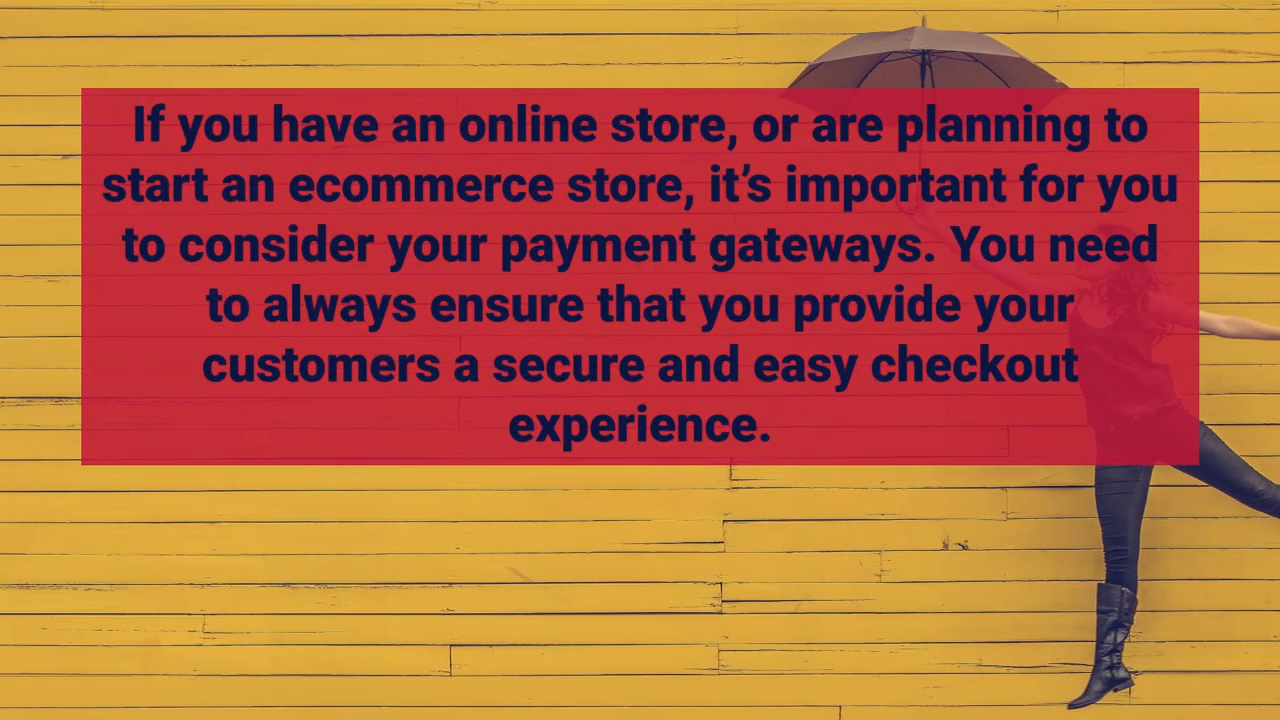 If you have an online store, or are planning to
start an ecommerce store, it’s important for you
to consider your payment gateways. You need
to always ensure that you provide your
customers a secure and easy checkout
experience.